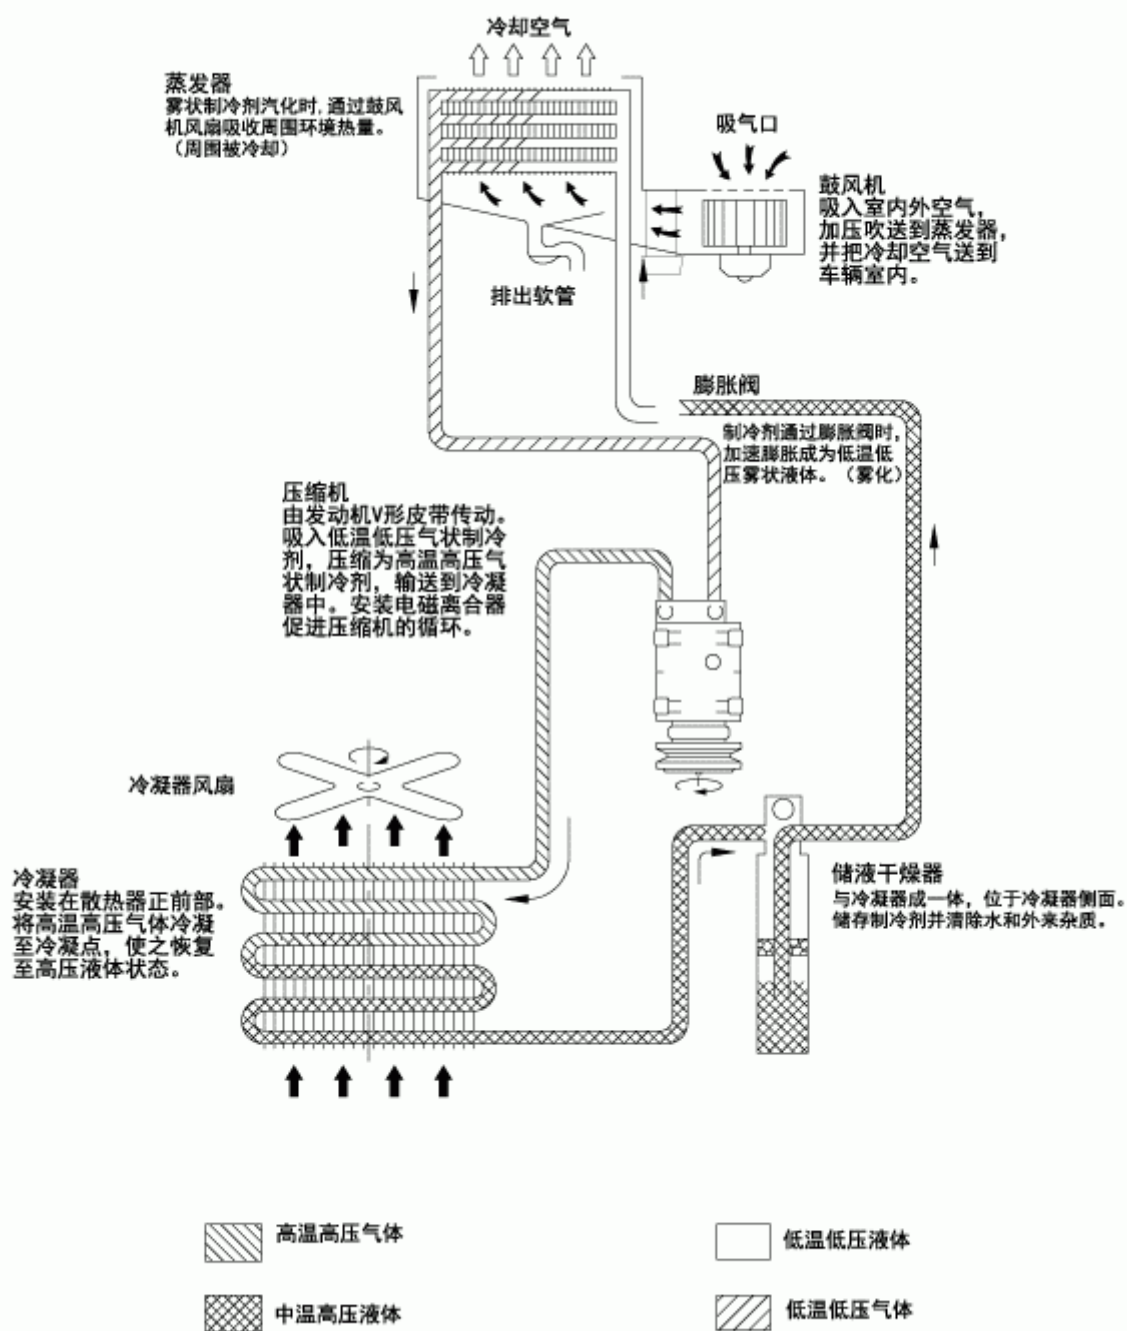 冷却空气
蒸发器
雾状制冷剂汽化时,通过鼓风
机风扇吸收周围环境热量。
（周围被冷却）
吸气口
鼓风机
吸入室内外空气，
加压吹送到蒸发器，
并把冷却空气送到
车辆室内。
排出软管
膨胀阀
制冷剂通过膨胀阀时，
加速膨胀成为低温低
压雾状液体。（雾化）
压缩机
由发动机V形皮带传动。
吸入低温低压气状制冷
剂，压缩为高温高压气
状制冷剂，输送到冷凝
器中。安装电磁离合器
促进压缩机的循环。
冷凝器风扇
冷凝器
安装在散热器正前部。
将高温高压气体冷凝
至冷凝点，使之恢复
至高压液体状态。
储液干燥器
与冷凝器成一体，位于冷凝器侧面。
储存制冷剂并清除水和外来杂质。
高温高压气体
低温低压液体
中温高压液体
低温低压气体